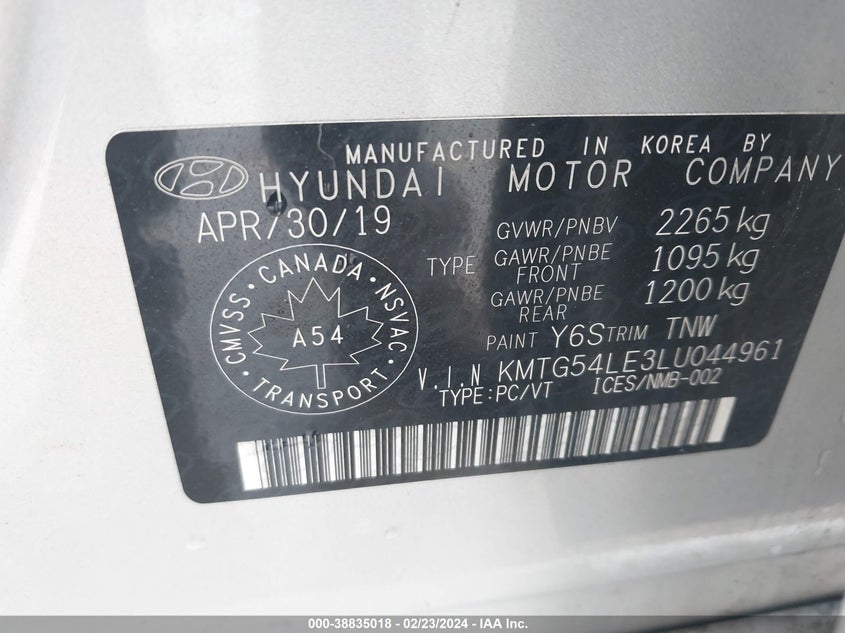 MANUFACTURED IN KOREA BY
HYUNDAI MOTOR COMPANY
APR/30/19
GVWR/PNBV 2265 kg
TYPE GAWR/PNBE FRONT 1095 kg
GAWR/PNBE REAR 1200 kg
PAINT Y6S TRIM TNW
V.I.N KMTG54LE3LU044961
TYPE:PC/VT ICES/NMB-002
CMVSS • CANADA • NSVAC • TRANSPORT •
A54
000-38835018 - 02/23/2024 - IAA Inc.